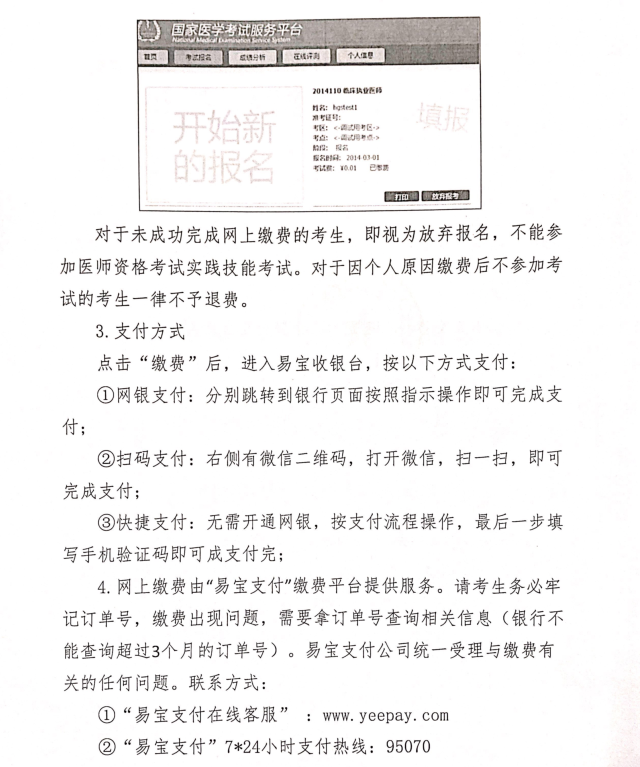 国家医学考试服务平台
National Medical Examination Service System
首页 考试报名 成绩分析 在线评测 个人信息
开始新
的报名
2014110 临床执业医师
姓名: hgstest1
准考证号:
考区: <-调试用考区->
考点: <-调试用考点->
阶段: 报名
报名时间: 2014-03-01
考试费: ¥0.01 已审测
填报
打印 放弃报考
对于未成功完成网上缴费的考生，即视为放弃报名，不能参
加医师资格考试实践技能考试。对于因个人原因缴费后不参加考
试的考生一律不予退费。
3.支付方式
点击“缴费”后，进入易宝收银台，按以下方式支付：
①网银支付：分别跳转到银行页面按照指示操作即可完成支
付；
②扫码支付：右侧有微信二维码，打开微信，扫一扫，即可
完成支付；
③快捷支付：无需开通网银，按支付流程操作，最后一步填
写手机验证码即可成支付完；
4.网上缴费由“易宝支付”缴费平台提供服务。请考生务必牢
记订单号，缴费出现问题，需要拿订单号查询相关信息（银行不
能查询超过3个月的订单号）。易宝支付公司统一受理与缴费有
关的任何问题。联系方式：
①“易宝支付在线客服” ：www.yeepay.com
②“易宝支付”7*24小时支付热线：95070